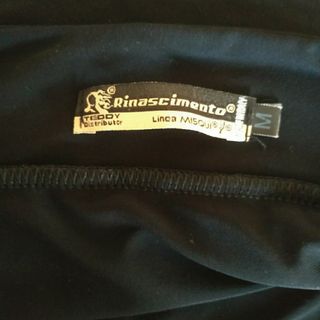 Rinascimento®
TEDDY Linea
Distributor
M